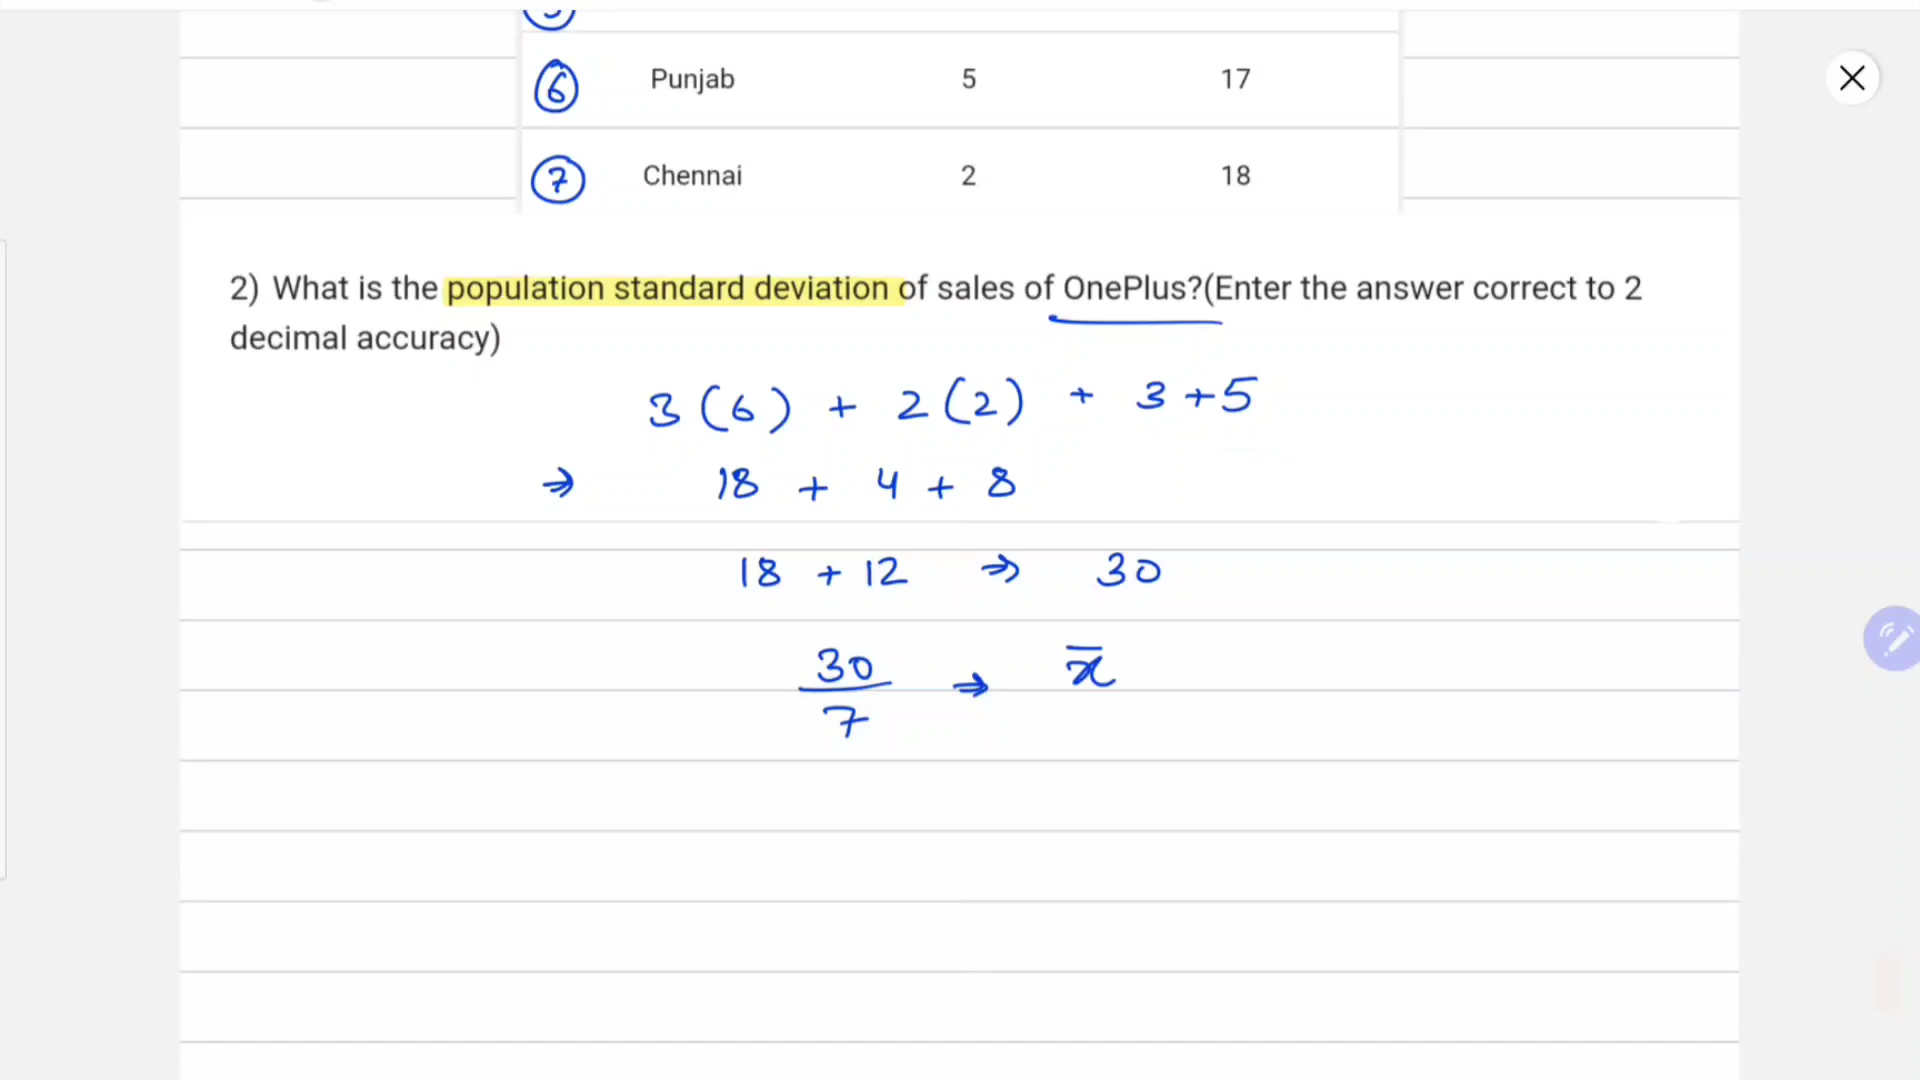 6 Punjab 5 17
7 Chennai 2 18
2) What is the population standard deviation of sales of OnePlus?(Enter the answer correct to 2
decimal accuracy)
3(6) + 2(2) + 3+5
⇒ 18 + 4 + 8
18 + 12 ⇒ 30
30/7 ⇒ x̄